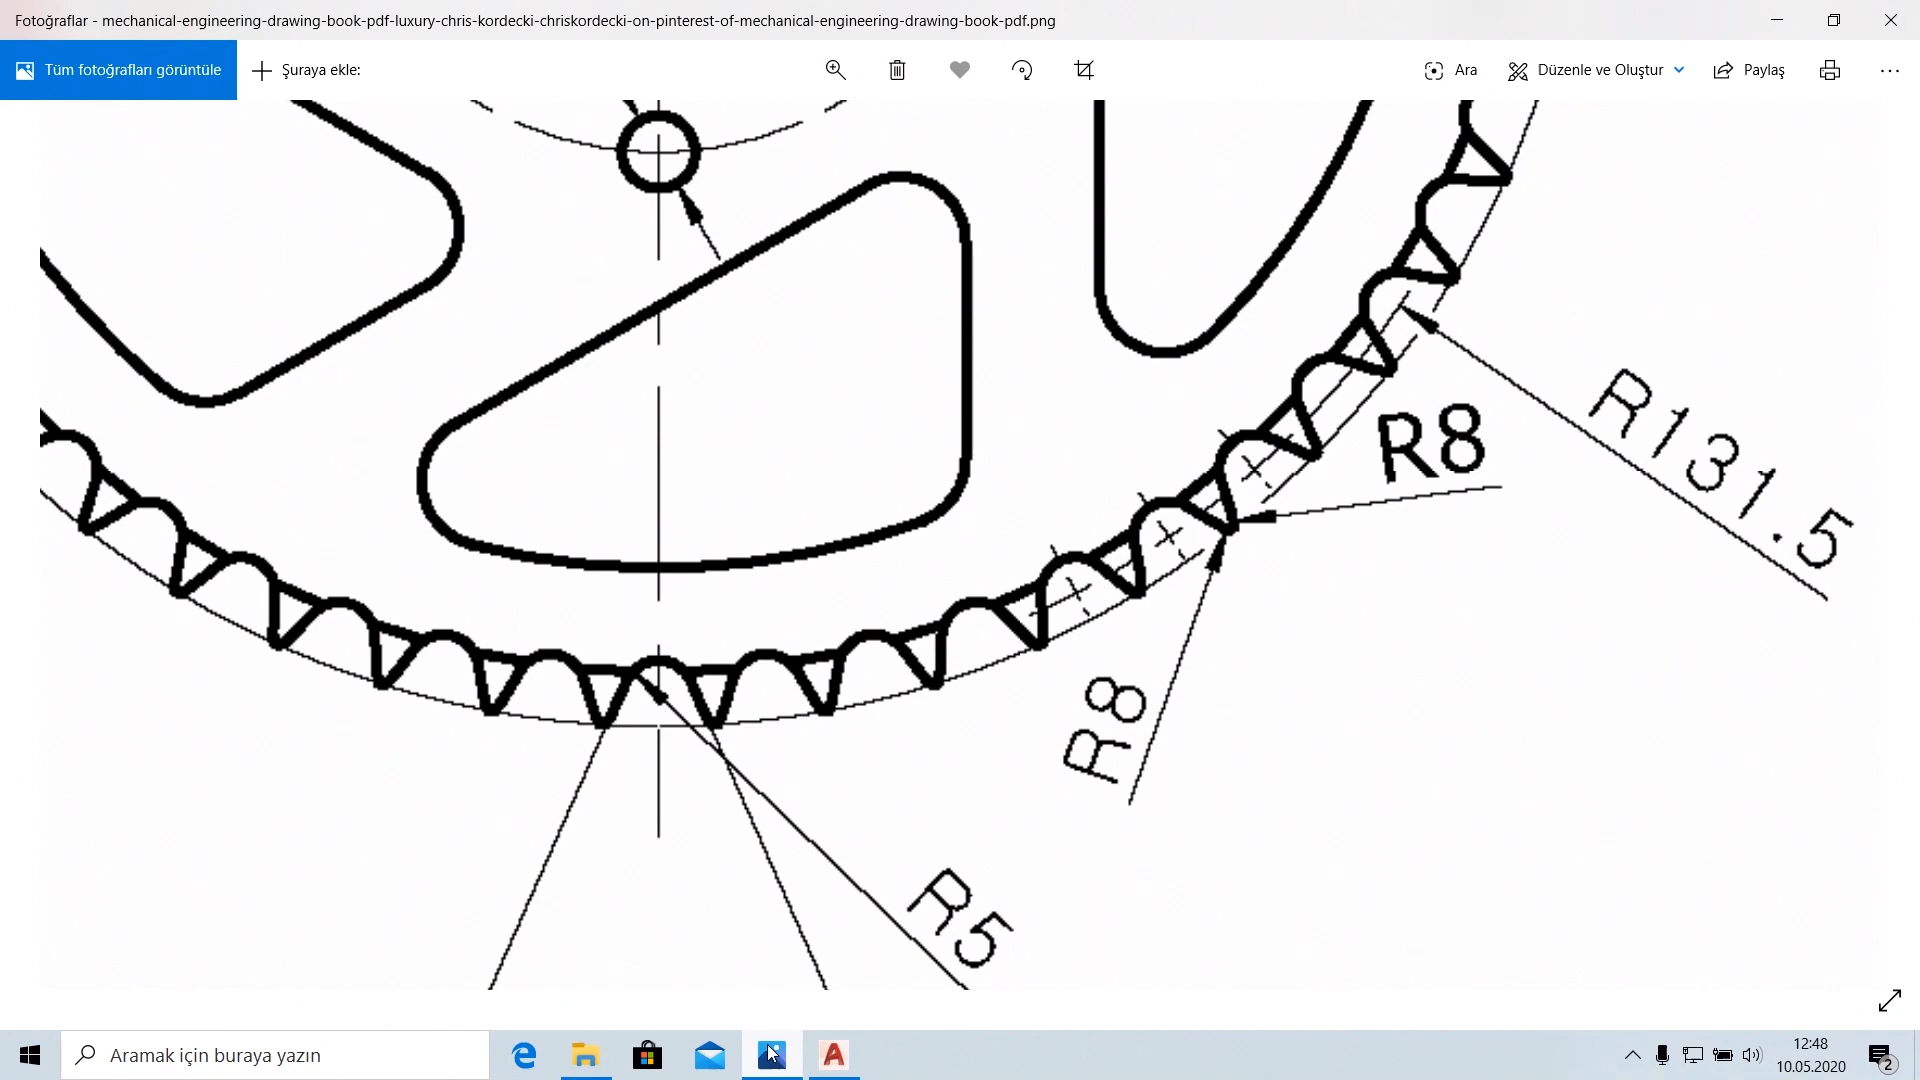 Fotoğraflar - mechanical-engineering-drawing-book-pdf-luxury-chris-kordecki-chriskordecki-on-pinterest-of-mechanical-engineering-drawing-book-pdf.png
Tüm fotoğrafları görüntüle
Şuraya ekle:
Ara
Düzenle ve Oluştur
Paylaş
R131.5
R8
R8
R5
Aramak için buraya yazın
12:48
10.05.2020
2